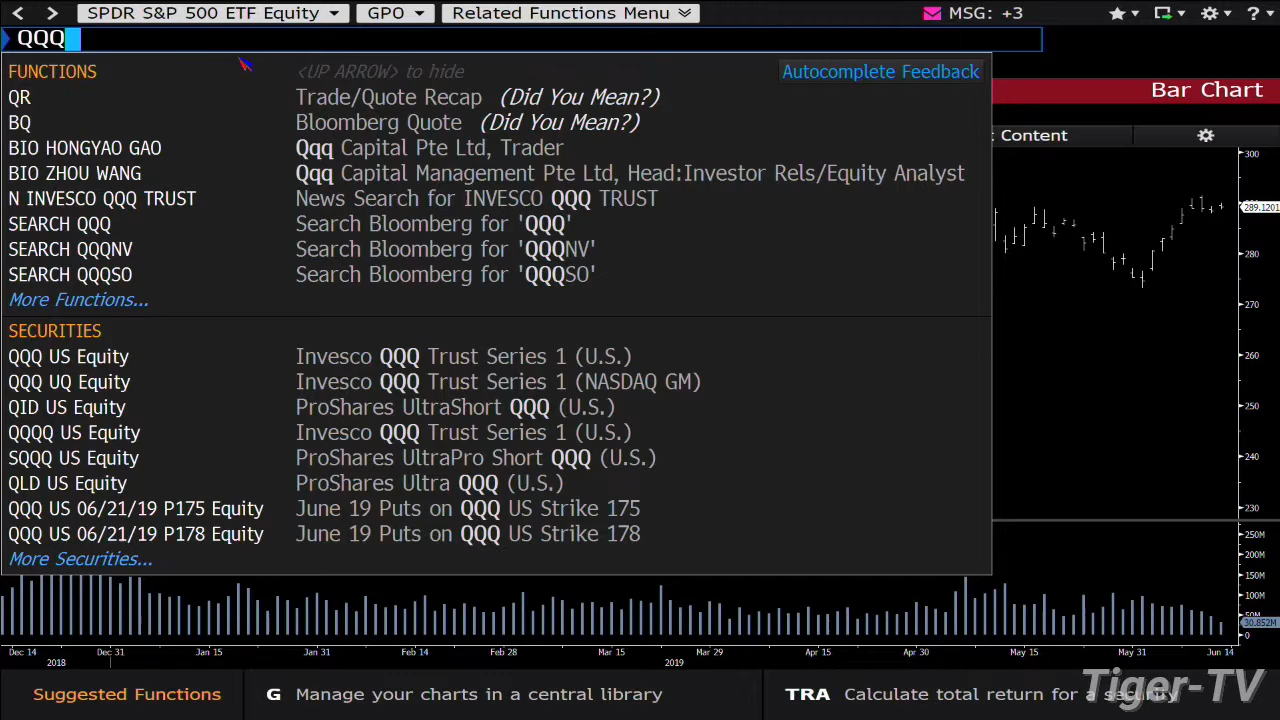 SPDR S&P 500 ETF Equity GPO Related Functions Menu MSG: +3 ?
QQQ
FUNCTIONS <UP ARROW> to hide Autocomplete Feedback
QR Trade/Quote Recap (Did You Mean?)
BQ Bloomberg Quote (Did You Mean?)
BIO HONGYAO GAO Qqq Capital Pte Ltd, Trader
BIO ZHOU WANG Qqq Capital Management Pte Ltd, Head:Investor Rels/Equity Analyst
N INVESCO QQQ TRUST News Search for INVESCO QQQ TRUST
SEARCH QQQ Search Bloomberg for 'QQQ'
SEARCH QQQNV Search Bloomberg for 'QQQNV'
SEARCH QQQSO Search Bloomberg for 'QQQSO'
More Functions...
SECURITIES
QQQ US Equity Invesco QQQ Trust Series 1 (U.S.)
QQQ UQ Equity Invesco QQQ Trust Series 1 (NASDAQ GM)
QID US Equity ProShares UltraShort QQQ (U.S.)
QQQQ US Equity Invesco QQQ Trust Series 1 (U.S.)
SQQQ US Equity ProShares UltraPro Short QQQ (U.S.)
QLD US Equity ProShares Ultra QQQ (U.S.)
QQQ US 06/21/19 P175 Equity June 19 Puts on QQQ US Strike 175
QQQ US 06/21/19 P178 Equity June 19 Puts on QQQ US Strike 178
More Securities...
Bar Chart
Content
300
289.1201
280
270
260
250
240
230
250M
200M
150M
100M
50M
30.852M
0
Dec 14 Dec 31 Jan 15 Jan 31 Feb 14 Feb 28 Mar 15 Mar 29 Apr 15 Apr 30 May 15 May 31 Jun 14
2018 2019
Suggested Functions G Manage your charts in a central library TRA Calculate total return for a security
Tiger-TV